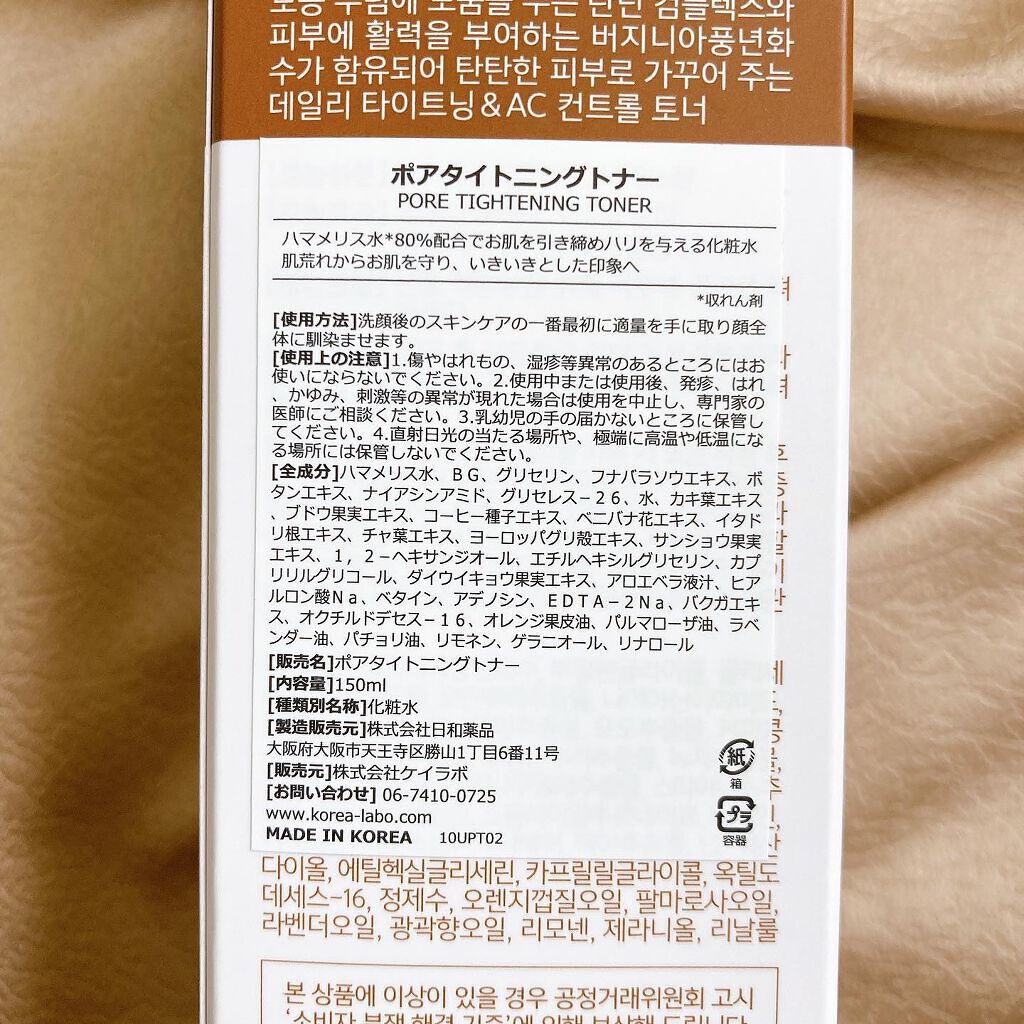 피부에 활력을 부여하는 버지니아풍년화
수가 함유되어 탄탄한 피부로 가꾸어 주는
데일리 타이트닝&AC 컨트롤 토너
ポアタイトニングトナー
PORE TIGHTENING TONER
ハマメリス水*80%配合でお肌を引き締めハリを与える化粧水
肌荒れからお肌を守り、いきいきとした印象へ
*収れん剤
[使用方法]洗顔後のスキンケアの一番最初に適量を手に取り顔全
体に馴染ませます。
[使用上の注意]1.傷やはれもの、湿疹等異常のあるところにはお
使いにならないでください。2.使用中または使用後、発疹、はれ
、かゆみ、刺激等の異常が現れた場合は使用を中止し、専門家の
医師にご相談ください。3.乳幼児の手の届かないところに保管し
てください。4.直射日光の当たる場所や、極端に高温や低温にな
る場所には保管しないでください。
[全成分]ハマメリス水、ＢＧ、グリセリン、フナバラソウエキス、ボ
タンエキス、ナイアシンアミド、グリセレス−２６、水、カキ葉エキス
、ブドウ果実エキス、コーヒー種子エキス、ベニバナ花エキス、イタド
リ根エキス、チャ葉エキス、ヨーロッパグリ殻エキス、サンショウ果実
エキス、１，２−ヘキサンジオール、エチルヘキシルグリセリン、カプ
リリルグリコール、ダイウイキョウ果実エキス、アロエベラ液汁、ヒア
ルロン酸Ｎａ、ベタイン、アデノシン、ＥＤＴＡ−２Ｎａ、バクガエキ
ス、オクチルドデセス−１６、オレンジ果皮油、パルマローザ油、ラベ
ンダー油、パチョリ油、リモネン、ゲラニオール、リナロール
[販売名]ポアタイトニングトナー
[内容量]150ml
[種類別名称]化粧水
[製造販売元]株式会社日和薬品
大阪府大阪市天王寺区勝山1丁目6番11号
[販売元]株式会社ケイラボ
[お問い合わせ] 06-7410-0725
www.korea-labo.com
MADE IN KOREA 10UPT02
紙
箱
プラ
容器
다이올, 에틸헥실글리세린, 카프릴릴글라이콜, 옥틸도
데세스-16, 정제수, 오렌지껍질오일, 팔마로사오일,
라벤더오일, 광곽향오일, 리모넨, 제라니올, 리날룰
본 상품에 이상이 있을 경우 공정거래위원회 고시